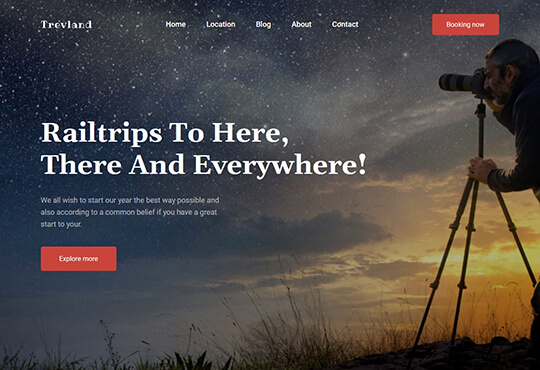 Trevland
Home Location Blog About Contact
Booking now
Railtrips To Here,
There And Everywhere!
We all wish to start our year the best way possible and
also according to a common belief if you have a great
start to your.
Explore more